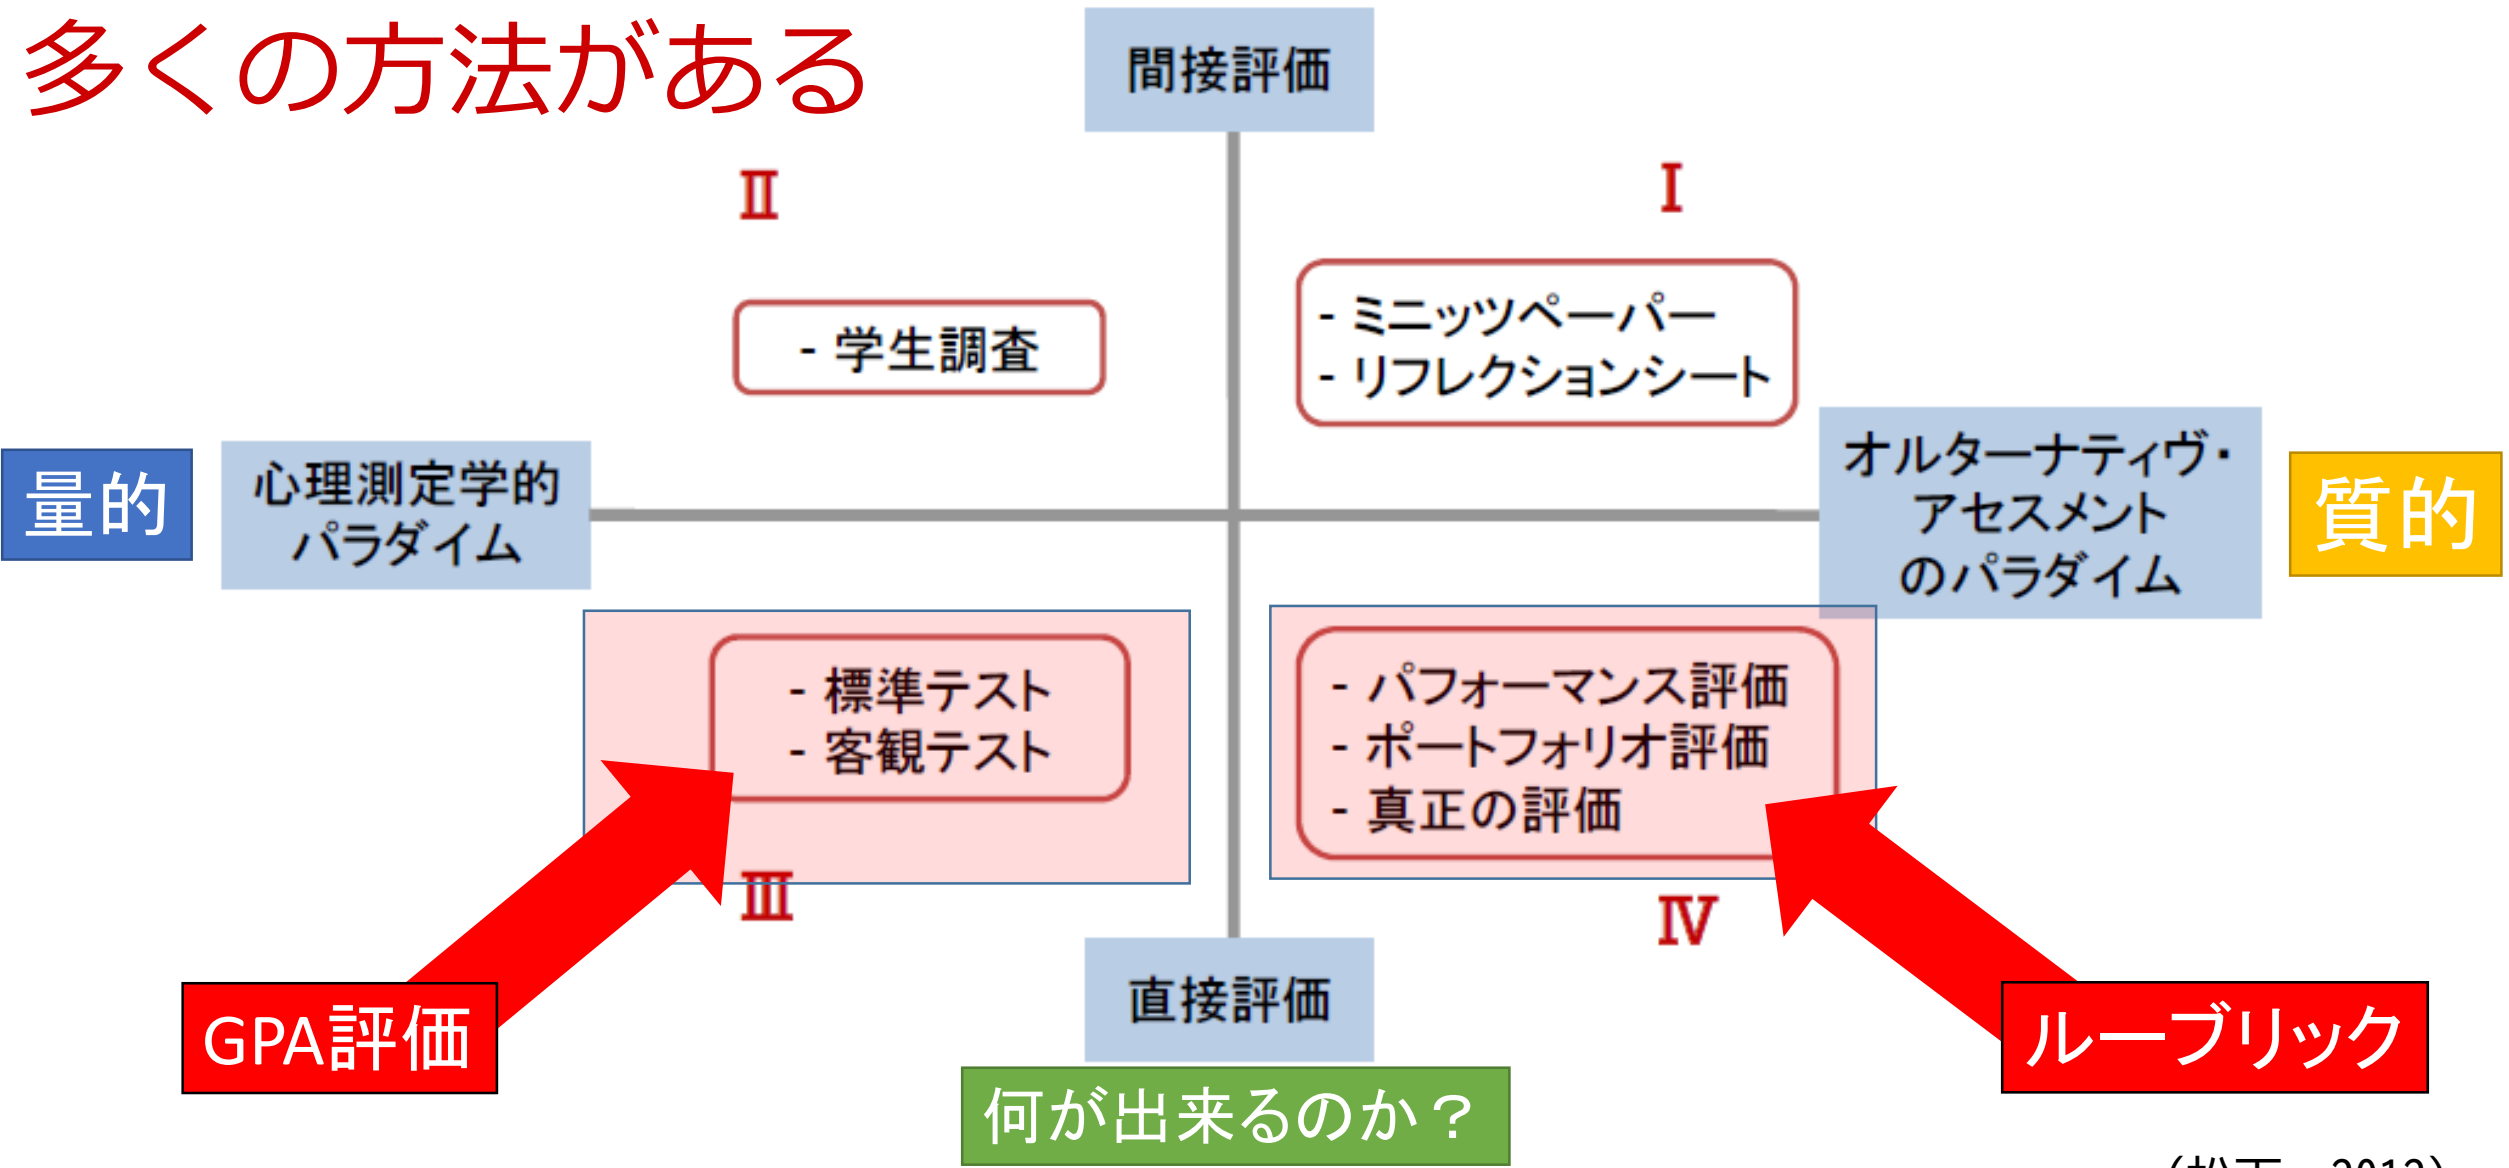 多くの方法がある
間接評価
Ⅱ
Ⅰ
- 学生調査
- ミニッツペーパー
- リフレクションシート
量的
心理測定学的
パラダイム
オルターナティヴ・
アセスメント
のパラダイム
質的
- 標準テスト
- 客観テスト
- パフォーマンス評価
- ポートフォリオ評価
- 真正の評価
Ⅲ
Ⅳ
直接評価
GPA評価
ルーブリック
何が出来るのか？